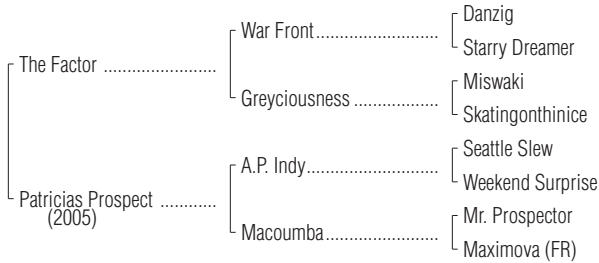 Danzig
War Front..........................
Starry Dreamer
The Factor ........................
Miswaki
Greyciousness ..................
Skatingonthinice
Seattle Slew
A.P. Indy............................
Weekend Surprise
Patricias Prospect ............
(2005)
Mr. Prospector
Macoumba........................
Maximova (FR)